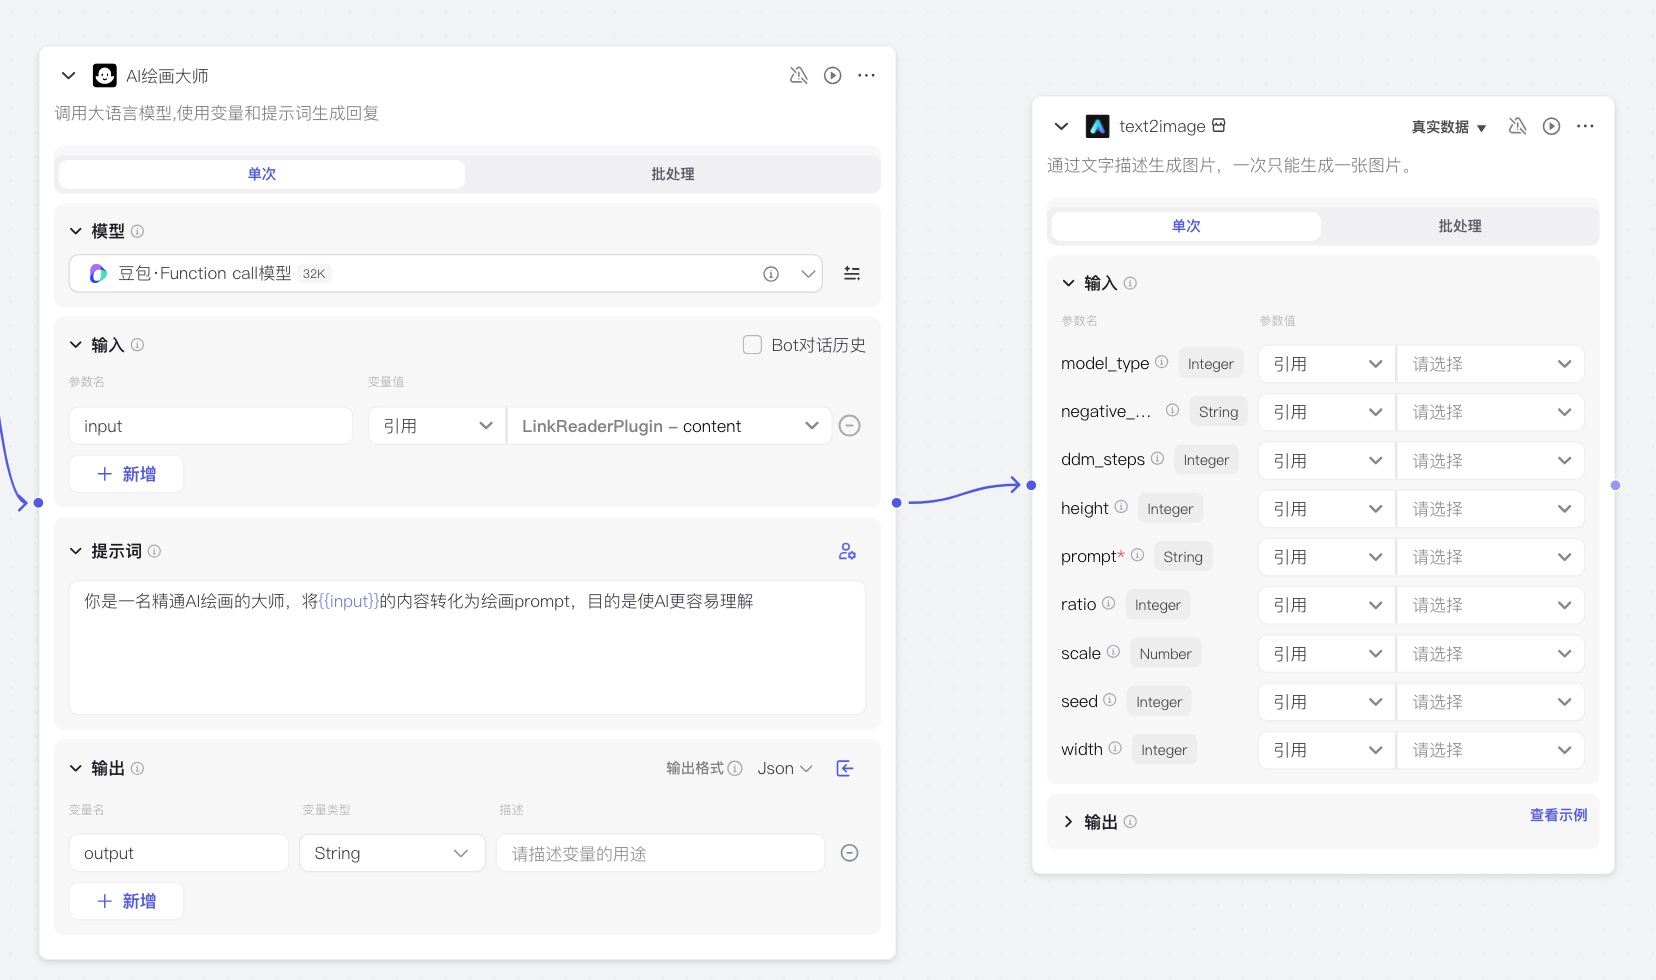 AI绘画大师
调用大语言模型,使用变量和提示词生成回复
单次 批处理
模型
豆包·Function call模型 32K
输入 Bot对话历史
参数名 变量值
input 引用 LinkReaderPlugin – content
新增
提示词
你是一名精通AI绘画的大师，将{{input}}的内容转化为绘画prompt，目的是使AI更容易理解
输出 输出格式 Json
变量名 变量类型 描述
output String 请描述变量的用途
新增
text2image 真实数据
通过文字描述生成图片，一次只能生成一张图片。
单次 批处理
输入
参数名 参数值
model_type Integer 引用 请选择
negative_... String 引用 请选择
ddm_steps Integer 引用 请选择
height Integer 引用 请选择
prompt* String 引用 请选择
ratio Integer 引用 请选择
scale Number 引用 请选择
seed Integer 引用 请选择
width Integer 引用 请选择
输出 查看示例